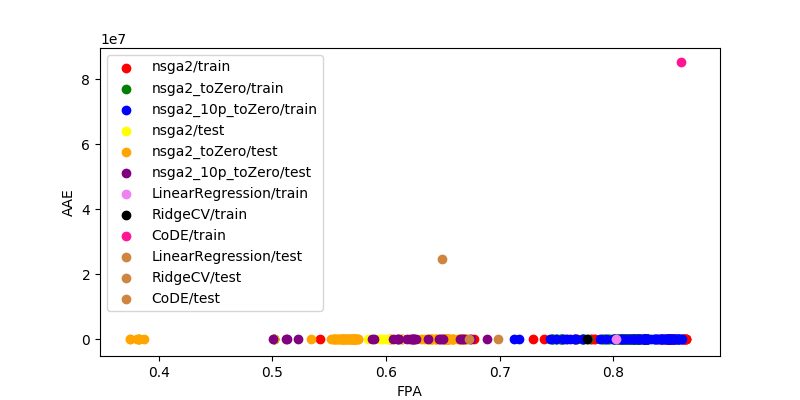 1e7
8
6
4
2
0
AAE
nsga2/train
nsga2_toZero/train
nsga2_10p_toZero/train
nsga2/test
nsga2_toZero/test
nsga2_10p_toZero/test
LinearRegression/train
RidgeCV/train
CoDE/train
LinearRegression/test
RidgeCV/test
CoDE/test
0.4 0.5 0.6 0.7 0.8
FPA